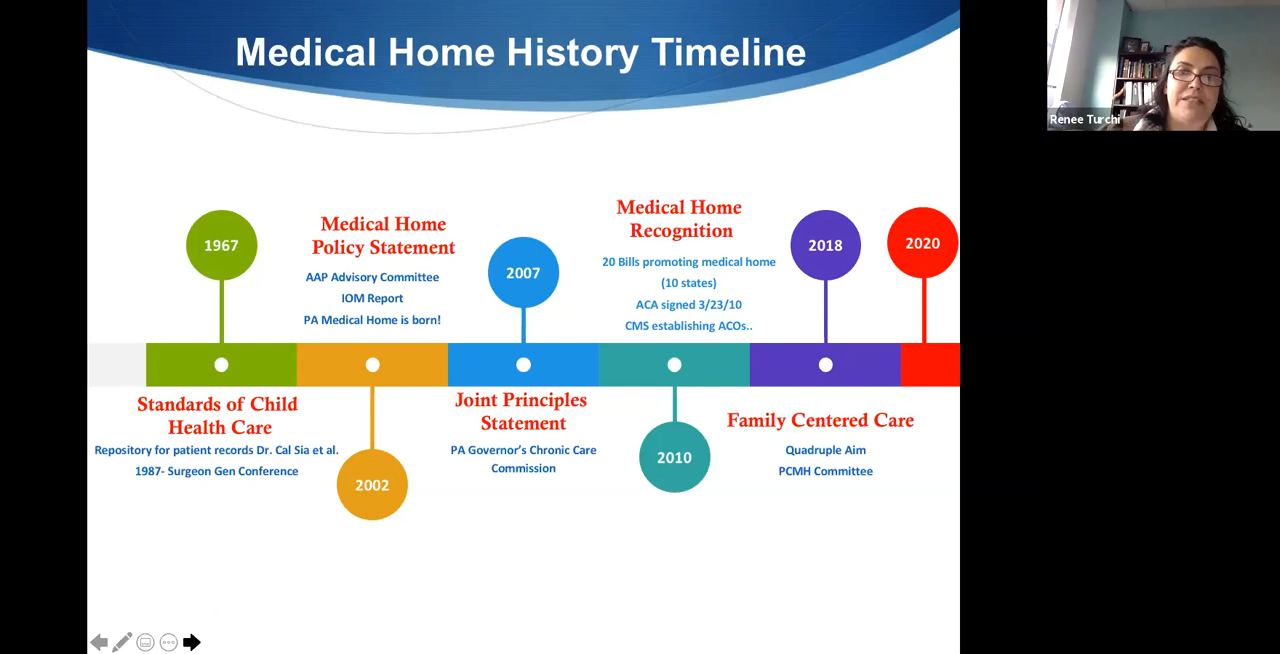 Medical Home History Timeline
Renee Turchi
1967
Standards of Child
Health Care
Repository for patient records Dr. Cal Sia et al.
1987- Surgeon Gen Conference
Medical Home
Policy Statement
AAP Advisory Committee
IOM Report
PA Medical Home is born!
2002
2007
Joint Principles
Statement
PA Governor's Chronic Care
Commission
Medical Home
Recognition
20 Bills promoting medical home
(10 states)
ACA signed 3/23/10
CMS establishing ACOs..
2010
2018
Family Centered Care
Quadruple Aim
PCMH Committee
2020